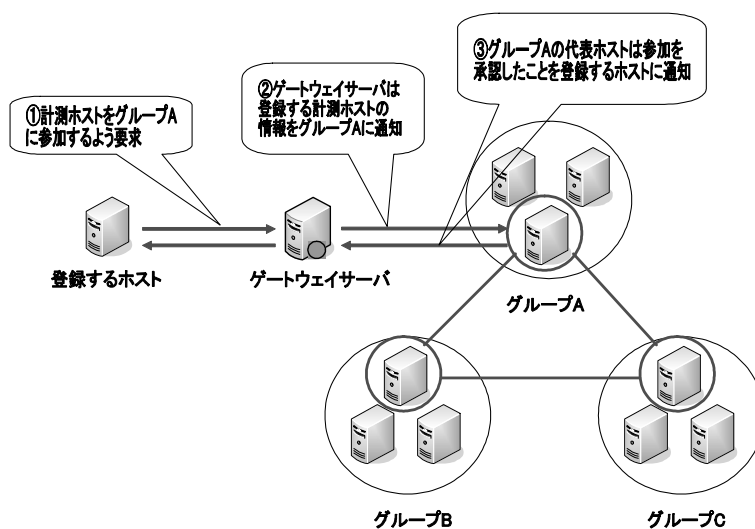 ③グループAの代表ホストは参加を
承認したことを登録するホストに通知
②ゲートウェイサーバは
登録する計測ホストの
情報をグループAに通知
①計測ホストをグループA
に参加するよう要求
登録するホスト
ゲートウェイサーバ
グループA
グループB
グループC